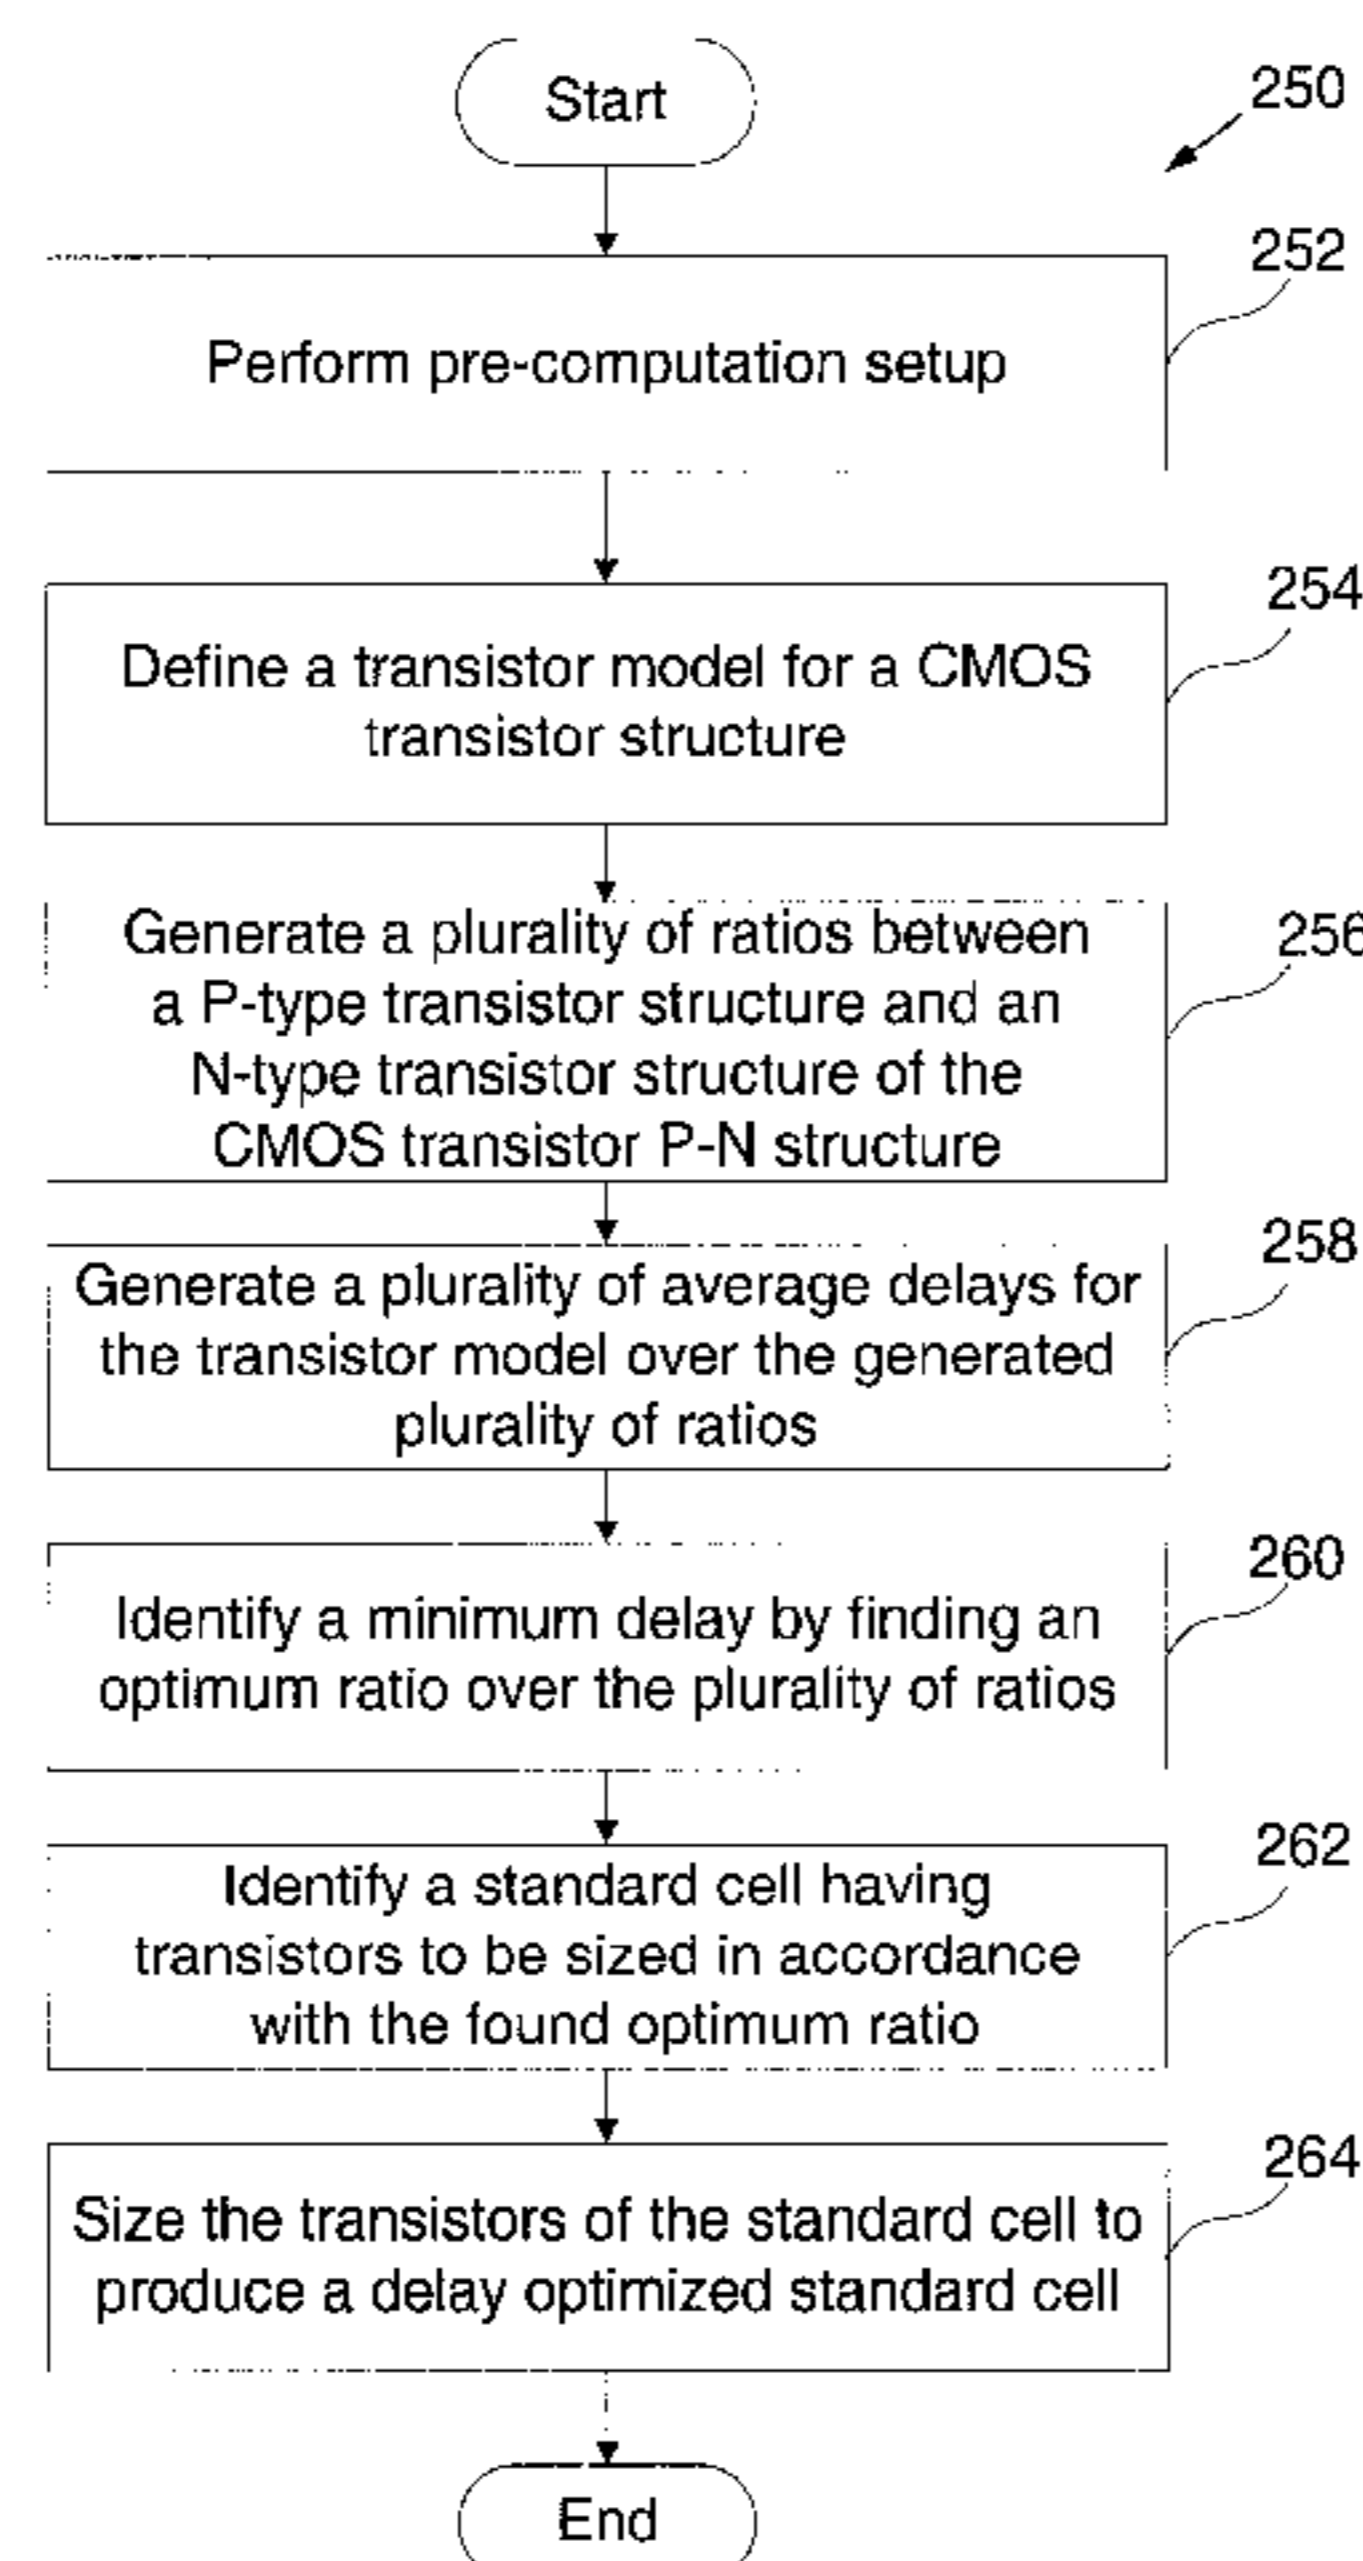 Start
250
252
Perform pre-computation setup
254
Define a transistor model for a CMOS
transistor structure
256
Generate a plurality of ratios between
a P-type transistor structure and an
N-type transistor structure of the
CMOS transistor P-N structure
258
Generate a plurality of average delays for
the transistor model over the generated
plurality of ratios
260
Identify a minimum delay by finding an
optimum ratio over the plurality of ratios
262
Identify a standard cell having
transistors to be sized in accordance
with the found optimum ratio
264
Size the transistors of the standard cell to
produce a delay optimized standard cell
End